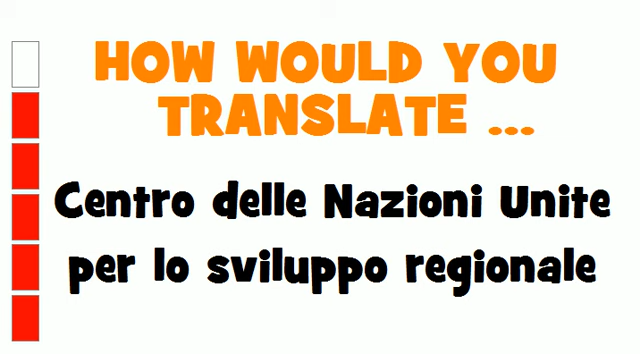 HOW WOULD YOU
TRANSLATE ...
Centro delle Nazioni Unite
per lo sviluppo regionale